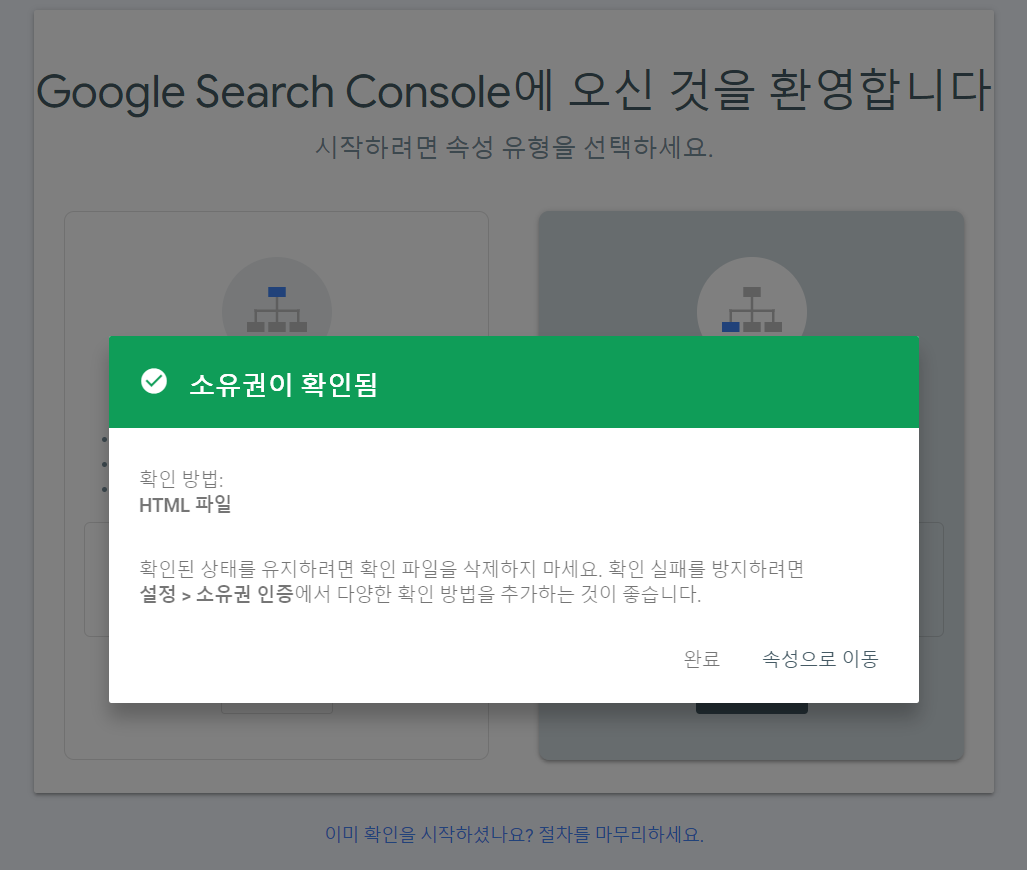 Google Search Console에 오신 것을 환영합니다
시작하려면 속성 유형을 선택하세요.
소유권이 확인됨
확인 방법:
HTML 파일
확인된 상태를 유지하려면 확인 파일을 삭제하지 마세요. 확인 실패를 방지하려면
설정 > 소유권 인증에서 다양한 확인 방법을 추가하는 것이 좋습니다.
완료 속성으로 이동
이미 확인을 시작하셨나요? 절차를 마무리하세요.